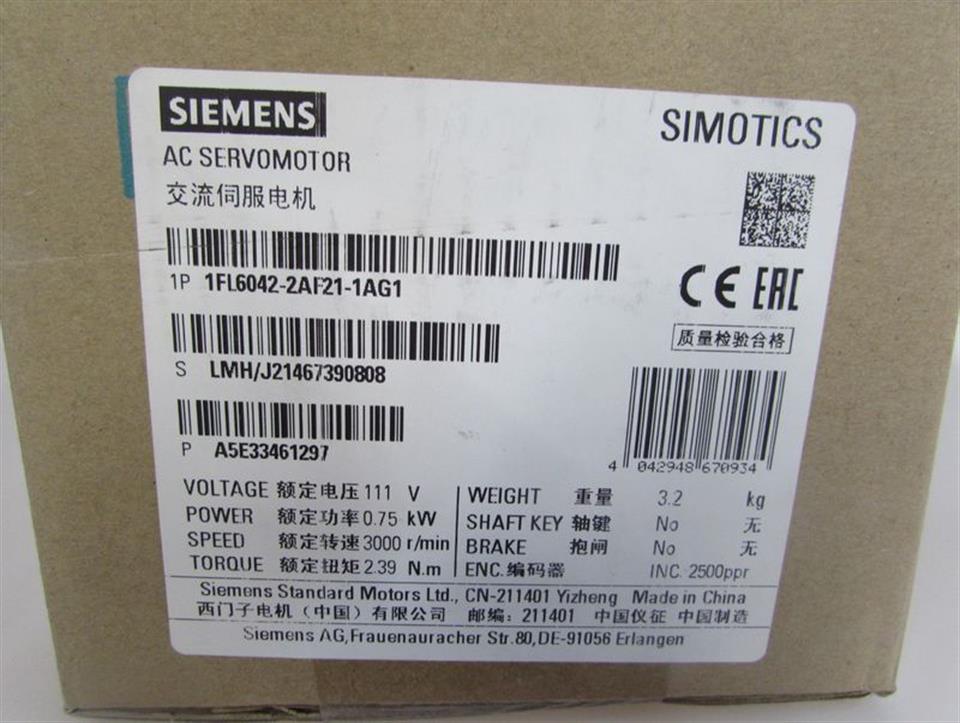 SIEMENS
SIMOTICS
AC SERVOMOTOR
交流伺服电机
1P 1FL6042-2AF21-1AG1
CE EAC
质量检验合格
S LMH/J21467390808
P A5E33461297
4 042948 670934
VOLTAGE 额定电压 111 V
POWER 额定功率 0.75 kW
SPEED 额定转速 3000 r/min
TORQUE 额定扭矩 2.39 N.m
WEIGHT 重量 3.2 kg
SHAFT KEY 轴键 No 无
BRAKE 抱闸 No 无
ENC. 编码器 INC. 2500ppr
Siemens Standard Motors Ltd., CN-211401 Yizheng Made in China
西门子电机（中国）有限公司 邮编: 211401 中国仪征 中国制造
Siemens AG,Frauenauracher Str.80,DE-91056 Erlangen